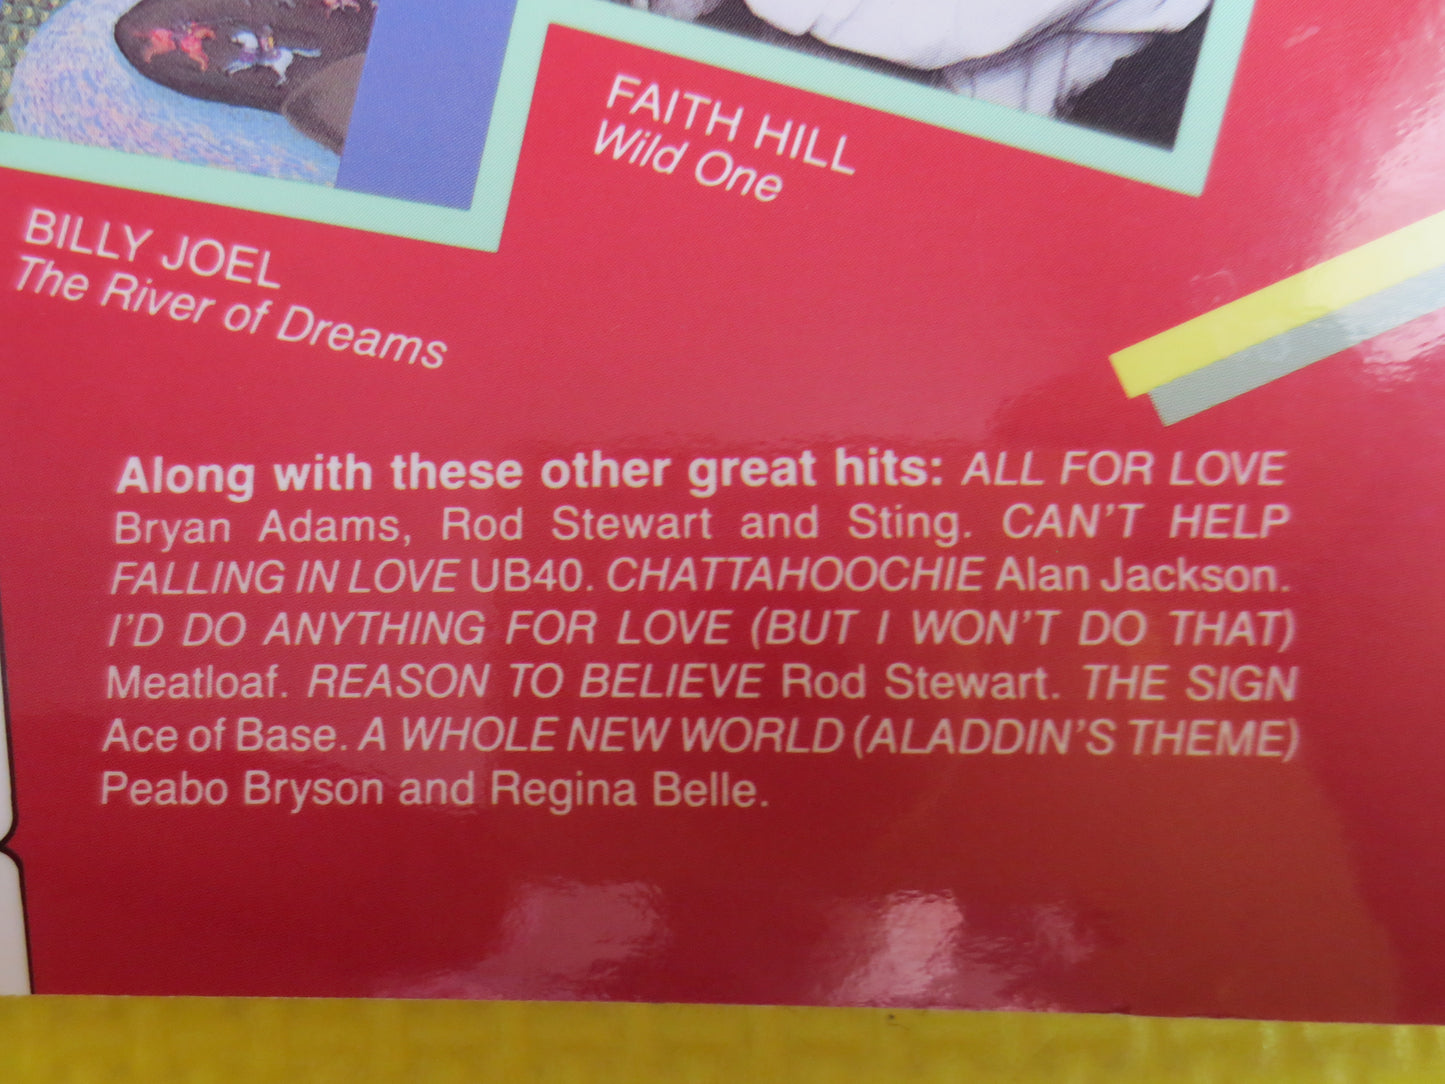 FAITH HILL
Wild One
BILLY JOEL
The River of Dreams
Along with these other great hits: ALL FOR LOVE
Bryan Adams, Rod Stewart and Sting. CAN'T HELP
FALLING IN LOVE UB40. CHATTAHOOCHIE Alan Jackson.
I'D DO ANYTHING FOR LOVE (BUT I WON'T DO THAT)
Meatloaf. REASON TO BELIEVE Rod Stewart. THE SIGN
Ace of Base. A WHOLE NEW WORLD (ALADDIN'S THEME)
Peabo Bryson and Regina Belle.